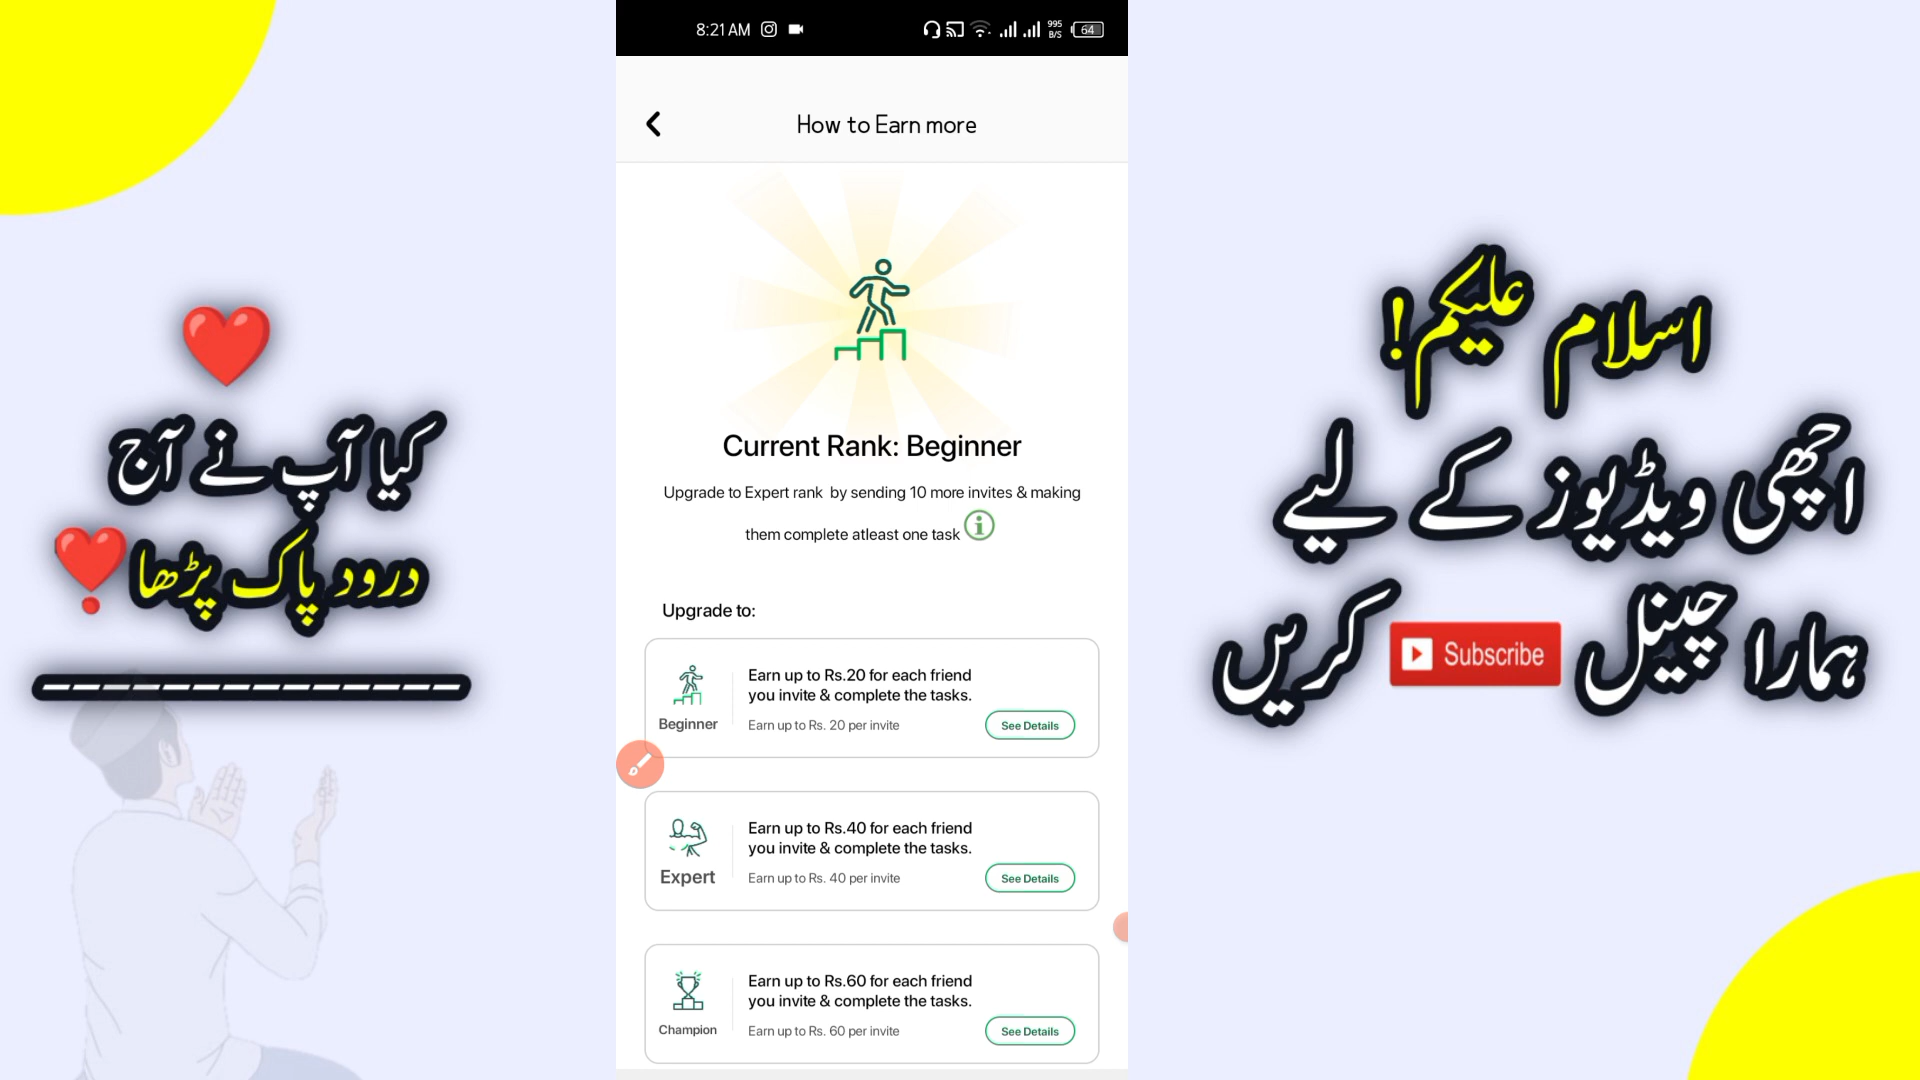 کیا آپ نے آج
درود پاک پڑھا
8:21 AM
995
B/S
64
How to Earn more
Current Rank: Beginner
Upgrade to Expert rank by sending 10 more invites & making
them complete atleast one task
Upgrade to:
Earn up to Rs.20 for each friend
you invite & complete the tasks.
Beginner
Earn up to Rs. 20 per invite
See Details
Earn up to Rs.40 for each friend
you invite & complete the tasks.
Expert
Earn up to Rs. 40 per invite
See Details
Earn up to Rs.60 for each friend
you invite & complete the tasks.
Champion
Earn up to Rs. 60 per invite
See Details
اسلام علیکم!
اچھی ویڈیوز کے لیے
ہمارا چینل Subscribe کریں